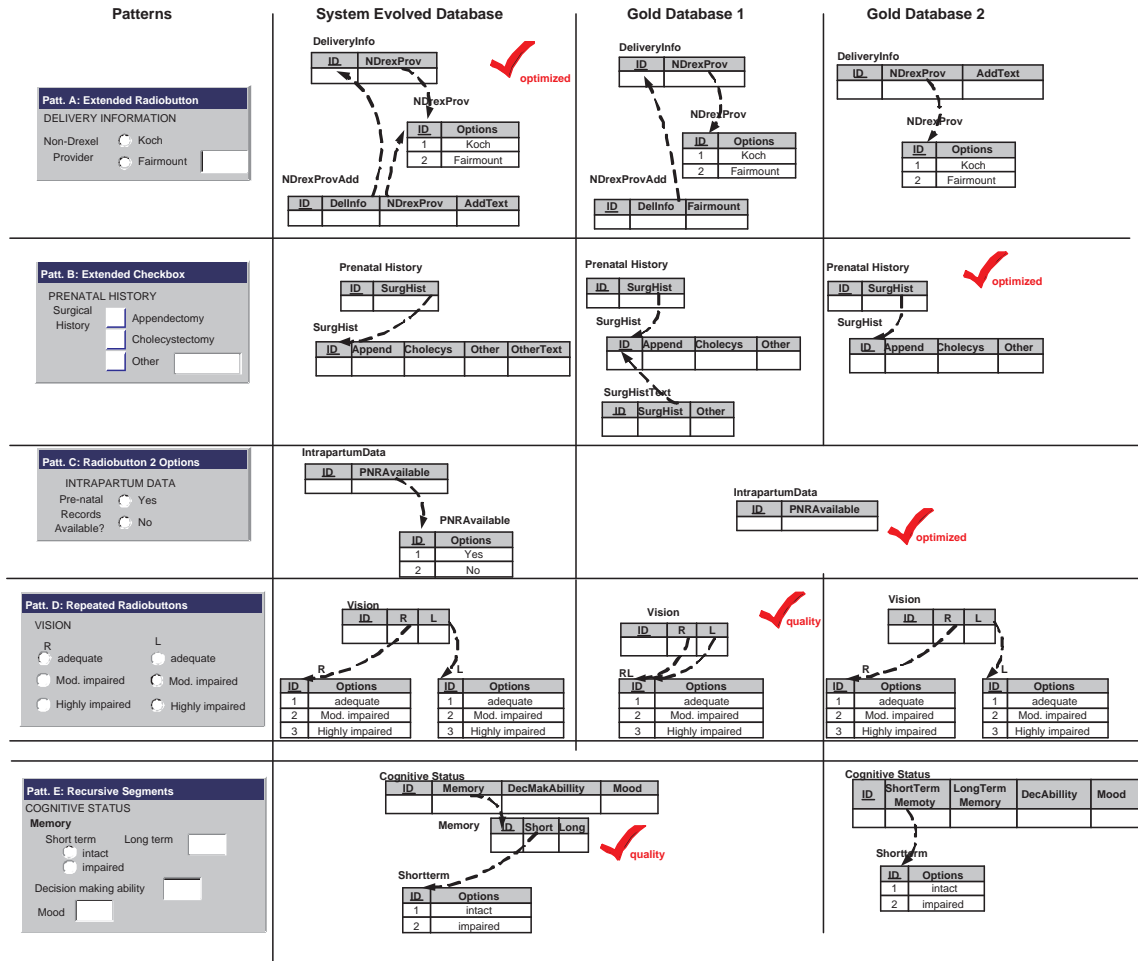 Patterns System Evolved Database Gold Database 1 Gold Database 2
Patt. A: Extended Radiobutton
DELIVERY INFORMATION
Non-Drexel Provider
Koch
Fairmount
DeliveryInfo
ID NDrexProv
optimized
NDrexProv
ID Options
1 Koch
2 Fairmount
NDrexProvAdd
ID DelInfo NDrexProv AddText
DeliveryInfo
ID NDrexProv
NDrexProv
ID Options
1 Koch
2 Fairmount
NDrexProvAdd
ID DelInfo Fairmount
DeliveryInfo
ID NDrexProv AddText
NDrexProv
ID Options
1 Koch
2 Fairmount
Patt. B: Extended Checkbox
PRENATAL HISTORY
Surgical
History
Appendectomy
Cholecystectomy
Other
Prenatal History
ID SurgHist
SurgHist
ID Append Cholecys Other OtherText
Prenatal History
ID SurgHist
SurgHist
ID Append Cholecys Other
SurgHistText
ID SurgHist Other
Prenatal History
ID SurgHist
optimized
SurgHist
ID Append Cholecys Other
Patt. C: Radiobutton 2 Options
INTRAPARTUM DATA
Pre-natal
Records
Available?
Yes
No
IntrapartumData
ID PNRAvailable
PNRAvailable
ID Options
1 Yes
2 No
IntrapartumData
ID PNRAvailable
optimized
Patt. D: Repeated Radiobuttons
VISION
R L
adequate adequate
Mod. impaired Mod. impaired
Highly impaired Highly impaired
Vision
ID R L
R L
ID Options ID Options
1 adequate 1 adequate
2 Mod. impaired 2 Mod. impaired
3 Highly impaired 3 Highly impaired
Vision
ID R L
quality
RL
ID Options
1 adequate
2 Mod. impaired
3 Highly impaired
Vision
ID R L
R L
ID Options ID Options
1 adequate 1 adequate
2 Mod. impaired 2 Mod. impaired
3 Highly impaired 3 Highly impaired
Patt. E: Recursive Segments
COGNITIVE STATUS
Memory
Short term Long term
intact
impaired
Decision making ability
Mood
Cognitive Status
ID Memory DecMakAbillity Mood
Memory
ID Short Long
quality
Shortterm
ID Options
1 intact
2 impaired
Cognitive Status
ID ShortTerm Memoty LongTerm Memory DecAbillity Mood
Shortterm
ID Options
1 intact
2 impaired